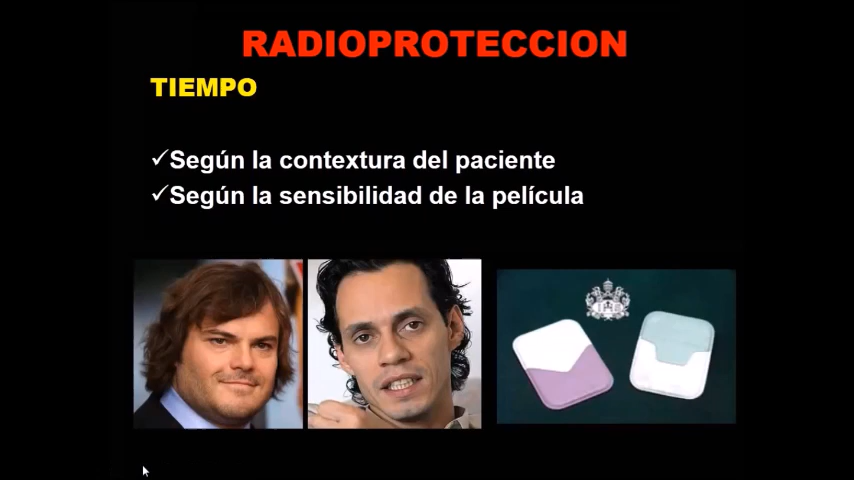 RADIOPROTECCION
TIEMPO
✓Según la contextura del paciente
✓Según la sensibilidad de la película